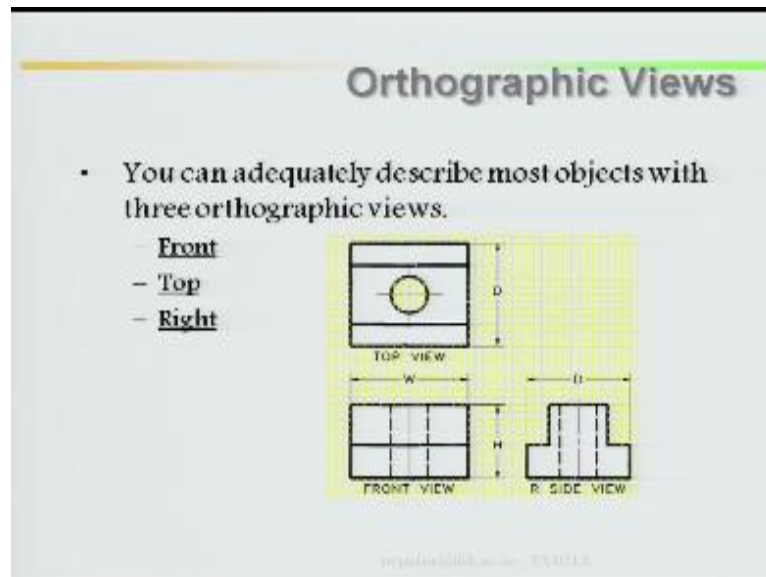 Orthographic Views
• You can adequately describe most objects with
three orthographic views.
– Front
– Top
– Right
D
TOP VIEW
W
D
H
FRONT VIEW
R SIDE VIEW